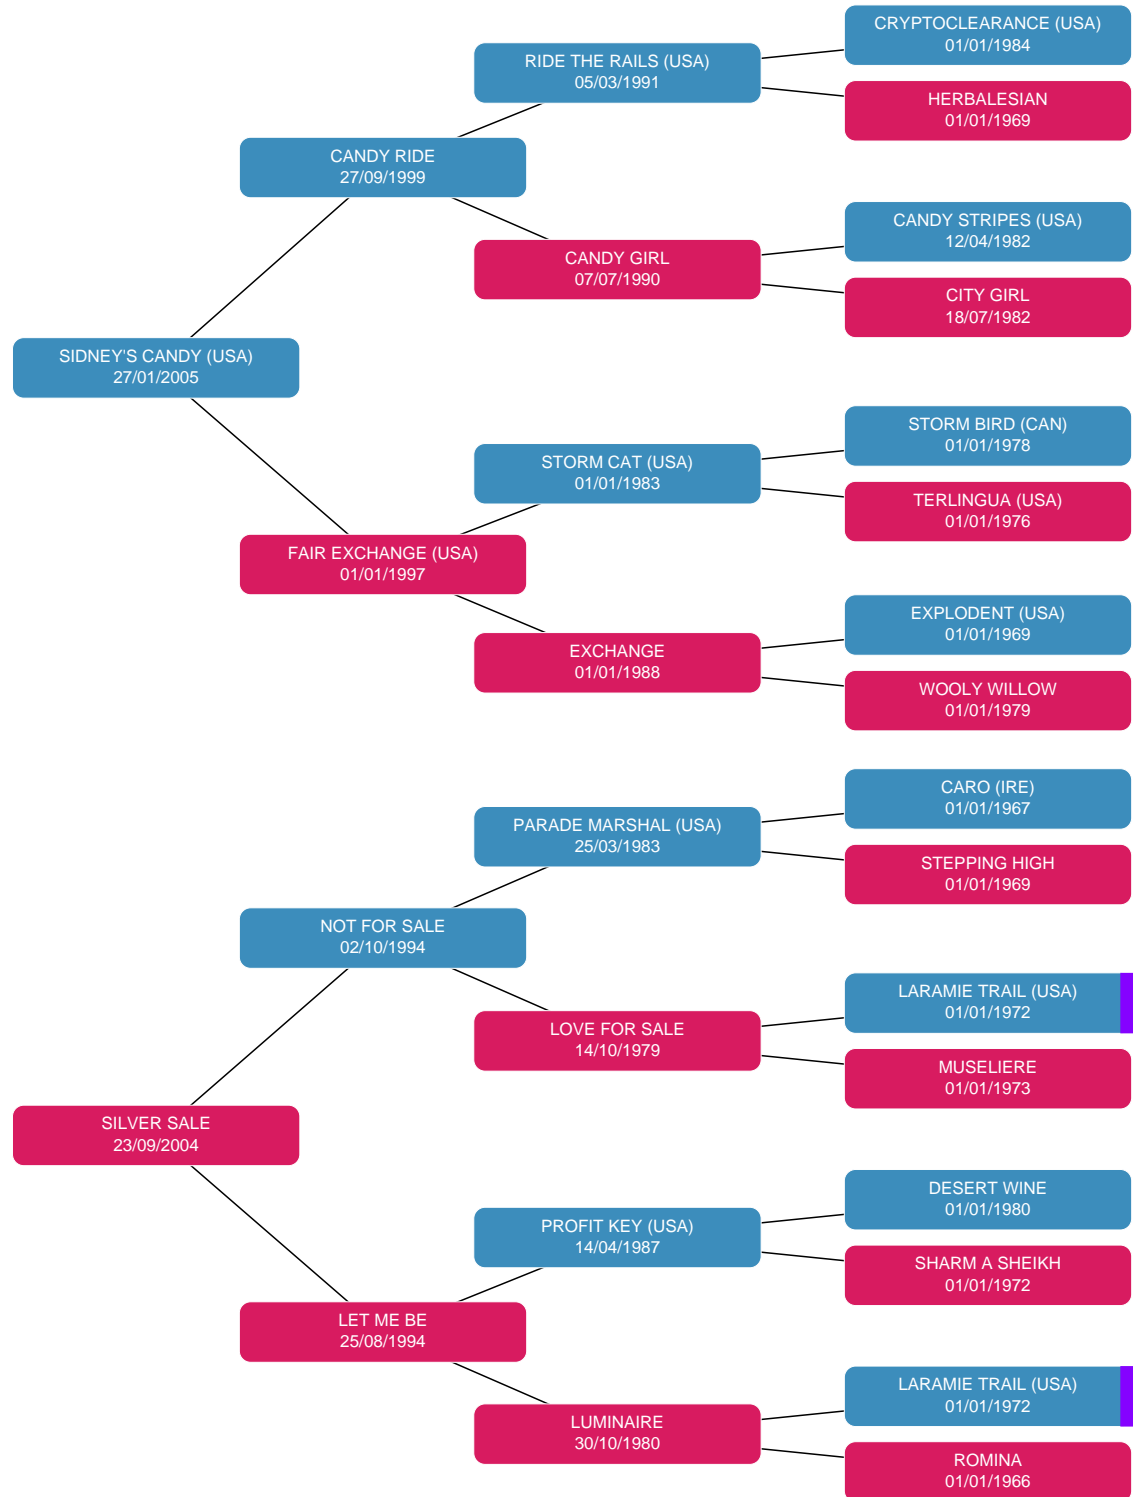 CRYPTOCLEARANCE (USA)
01/01/1984
RIDE THE RAILS (USA)
05/03/1991
HERBALESIAN
01/01/1969
CANDY RIDE
27/09/1999
CANDY STRIPES (USA)
12/04/1982
CANDY GIRL
07/07/1990
CITY GIRL
18/07/1982
SIDNEY'S CANDY (USA)
27/01/2005
STORM BIRD (CAN)
01/01/1978
STORM CAT (USA)
01/01/1983
TERLINGUA (USA)
01/01/1976
FAIR EXCHANGE (USA)
01/01/1997
EXPLODENT (USA)
01/01/1969
EXCHANGE
01/01/1988
WOOLY WILLOW
01/01/1979
CARO (IRE)
01/01/1967
PARADE MARSHAL (USA)
25/03/1983
STEPPING HIGH
01/01/1969
NOT FOR SALE
02/10/1994
LARAMIE TRAIL (USA)
01/01/1972
LOVE FOR SALE
14/10/1979
MUSELIERE
01/01/1973
SILVER SALE
23/09/2004
DESERT WINE
01/01/1980
PROFIT KEY (USA)
14/04/1987
SHARM A SHEIKH
01/01/1972
LET ME BE
25/08/1994
LARAMIE TRAIL (USA)
01/01/1972
LUMINAIRE
30/10/1980
ROMINA
01/01/1966